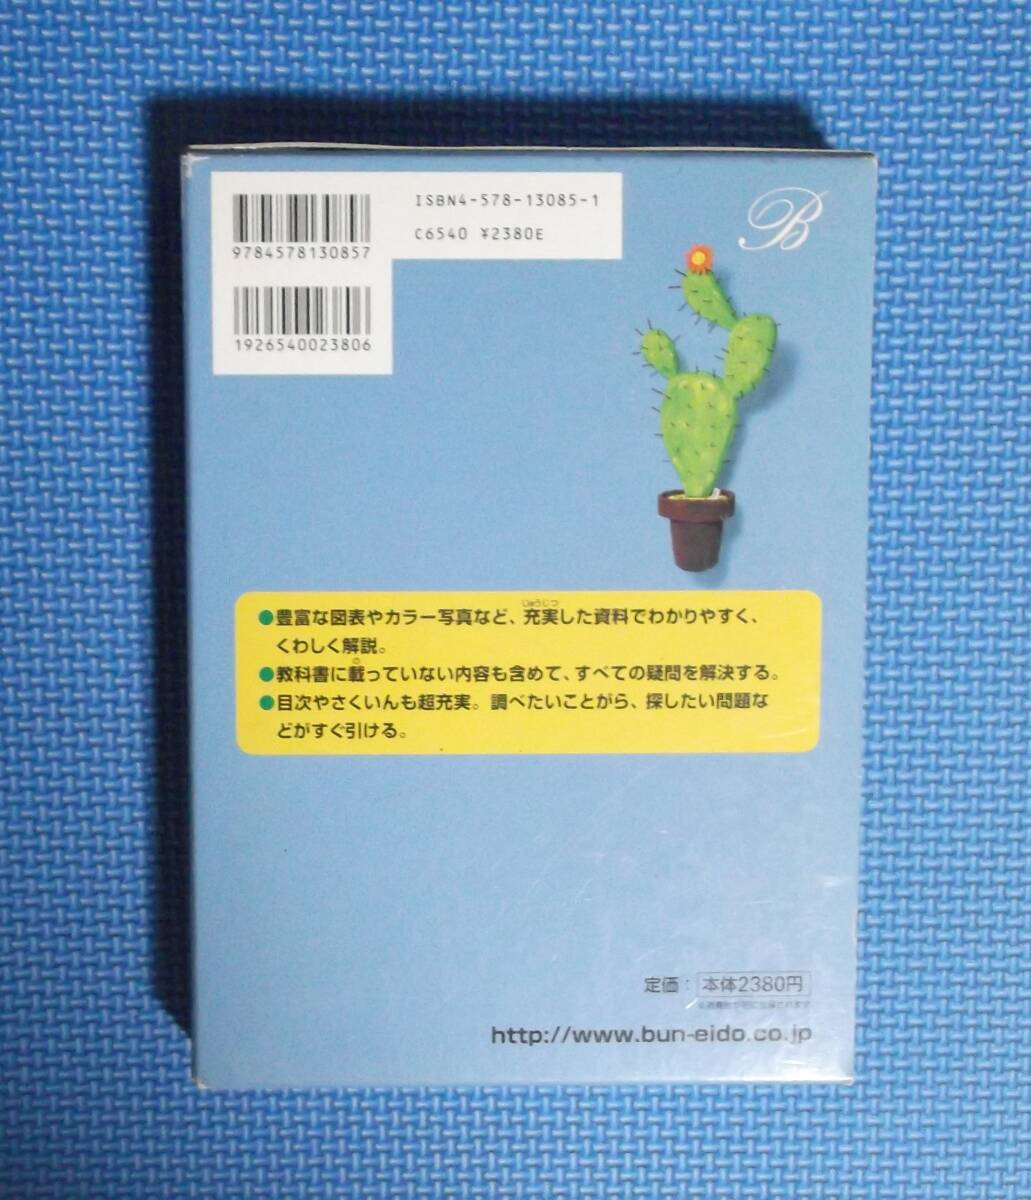 ISBN4-578-13085-1
C6540 ¥2380E
9784578130857
1926540023806
B
じゅうじつ
●豊富な図表やカラー写真など、充実した資料でわかりやすく、
くわしく解説。
の
●教科書に載っていない内容も含めて、すべての疑問を解決する。
●目次やさくいんも超充実。調べたいことがら、探したい問題な
どがすぐ引ける。
定価：本体2380円
http://www.bun-eido.co.jp